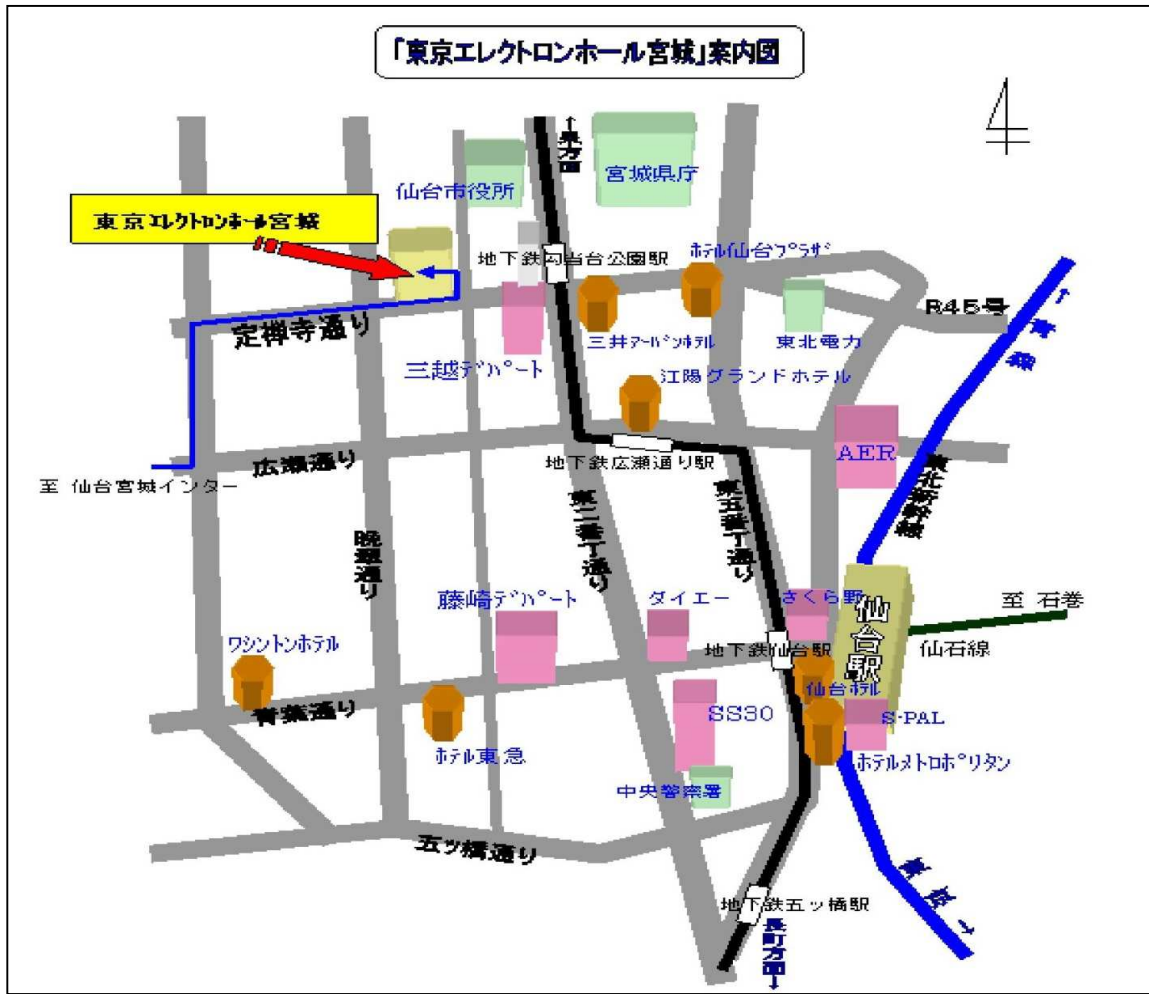 「東京エレクトロンホール宮城」案内図
↑泉方面
宮城県庁
仙台市役所
東京エレクトロンホール宮城
地下鉄勾当台公園駅
ホテル仙台プラザ
R45号
定禅寺通り
三越デパート
三井アーバンホテル
東北電力
江陽グランドホテル
広瀬通り
地下鉄広瀬通り駅
AER
至 仙台宮城インター
東二番丁通り
東五番丁通り
晩翠通り
藤崎デパート
ダイエー
さくら野
仙台駅
至 石巻
仙石線
地下鉄仙台駅
ワシントンホテル
仙台ホテル
青葉通り
SS30
S-PAL
ホテル東急
ホテルメトロポリタン
中央警察署
五ツ橋通り
地下鉄五ッ橋駅
長町方面↓